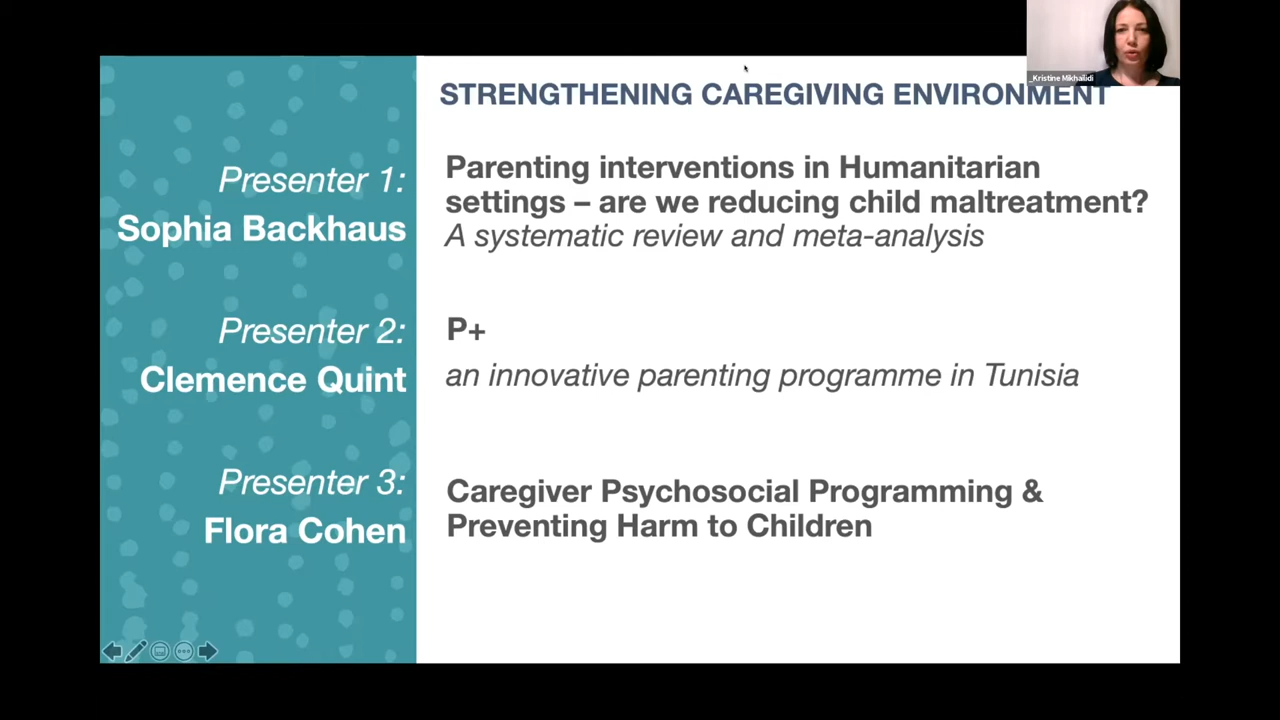 _Kristine Mikhailidi
STRENGTHENING CAREGIVING ENVIRONMENT
Presenter 1:
Sophia Backhaus
Parenting interventions in Humanitarian
settings – are we reducing child maltreatment?
A systematic review and meta-analysis
Presenter 2:
Clemence Quint
P+
an innovative parenting programme in Tunisia
Presenter 3:
Flora Cohen
Caregiver Psychosocial Programming &
Preventing Harm to Children